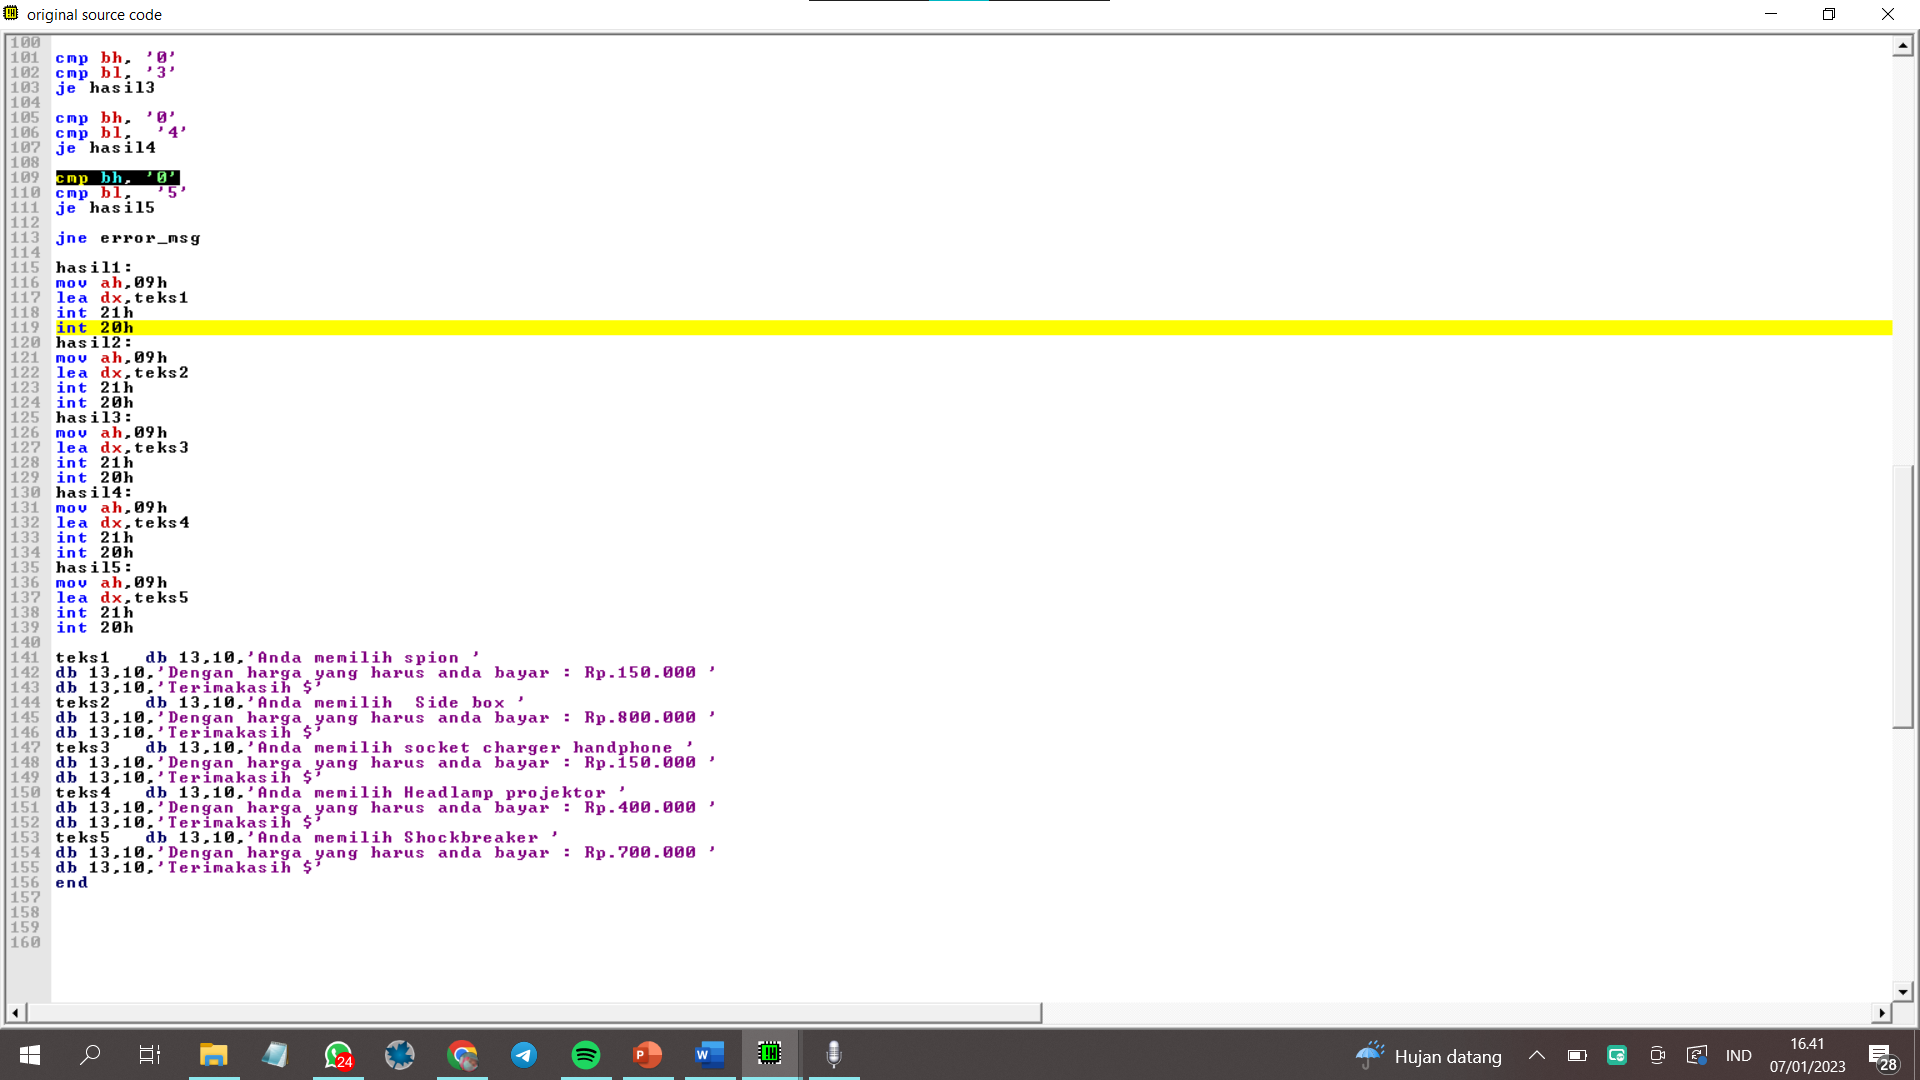 original source code
100
101 cmp bh, '0'
102 cmp bl, '3'
103 je hasil3
104
105 cmp bh, '0'
106 cmp bl,  '4'
107 je hasil4
108
109 cmp bh, '0'
110 cmp bl,  '5'
111 je hasil5
112
113 jne error_msg
114
115 hasil1:
116 mov ah,09h
117 lea dx,teks1
118 int 21h
119 int 20h
120 hasil2:
121 mov ah,09h
122 lea dx,teks2
123 int 21h
124 int 20h
125 hasil3:
126 mov ah,09h
127 lea dx,teks3
128 int 21h
129 int 20h
130 hasil4:
131 mov ah,09h
132 lea dx,teks4
133 int 21h
134 int 20h
135 hasil5:
136 mov ah,09h
137 lea dx,teks5
138 int 21h
139 int 20h
140
141 teks1   db 13,10,'Anda memilih spion '
142 db 13,10,'Dengan harga yang harus anda bayar : Rp.150.000 '
143 db 13,10,'Terimakasih $'
144 teks2   db 13,10,'Anda memilih  Side box '
145 db 13,10,'Dengan harga yang harus anda bayar : Rp.800.000 '
146 db 13,10,'Terimakasih $'
147 teks3   db 13,10,'Anda memilih socket charger handphone '
148 db 13,10,'Dengan harga yang harus anda bayar : Rp.150.000 '
149 db 13,10,'Terimakasih $'
150 teks4   db 13,10,'Anda memilih Headlamp projektor '
151 db 13,10,'Dengan harga yang harus anda bayar : Rp.400.000 '
152 db 13,10,'Terimakasih $'
153 teks5   db 13,10,'Anda memilih Shockbreaker '
154 db 13,10,'Dengan harga yang harus anda bayar : Rp.700.000 '
155 db 13,10,'Terimakasih $'
156 end
157
158
159
160
24
Hujan datang
IND
16.41
07/01/2023
28